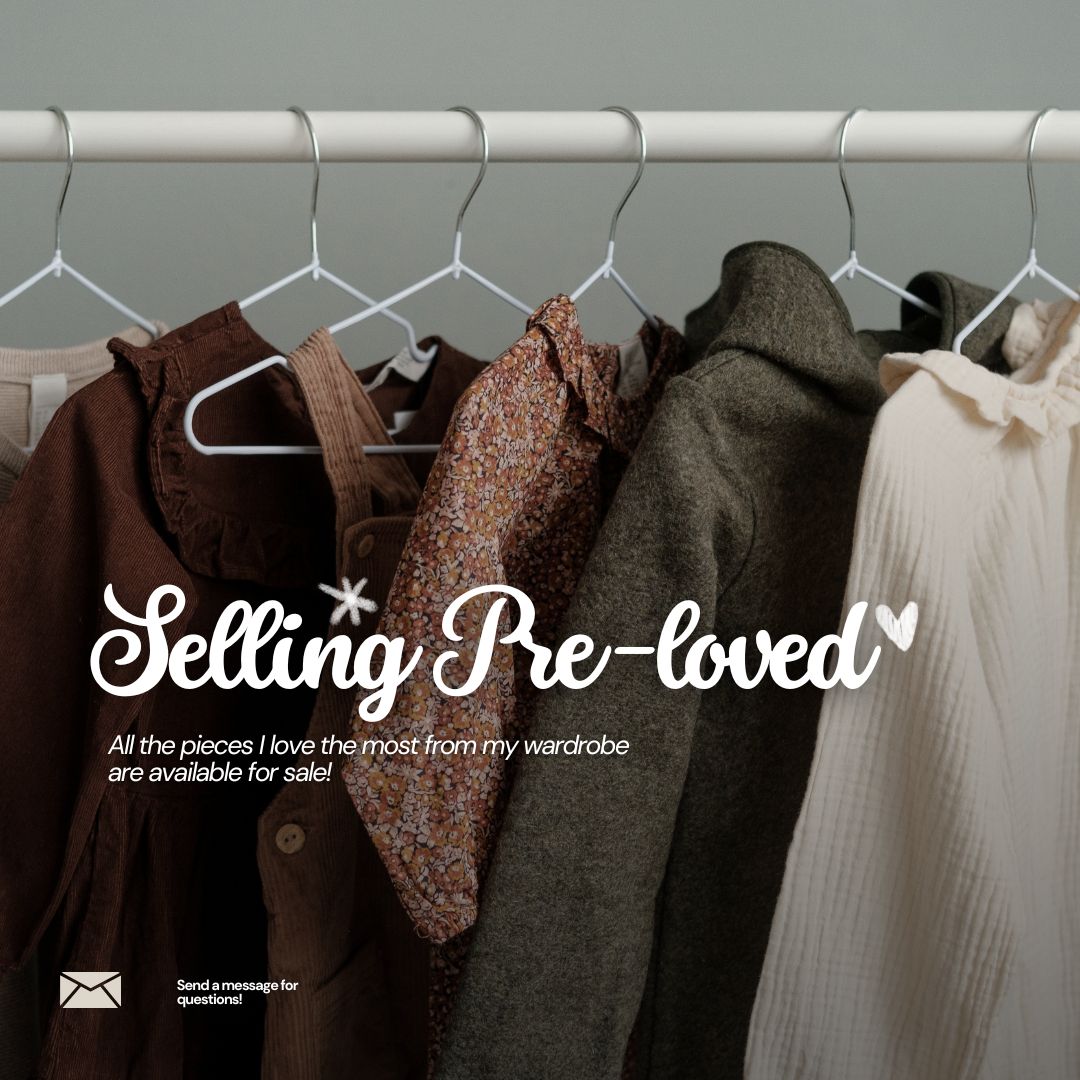 Selling Pre-loved
All the pieces I love the most from my wardrobe
are available for sale!
Send a message for
questions!